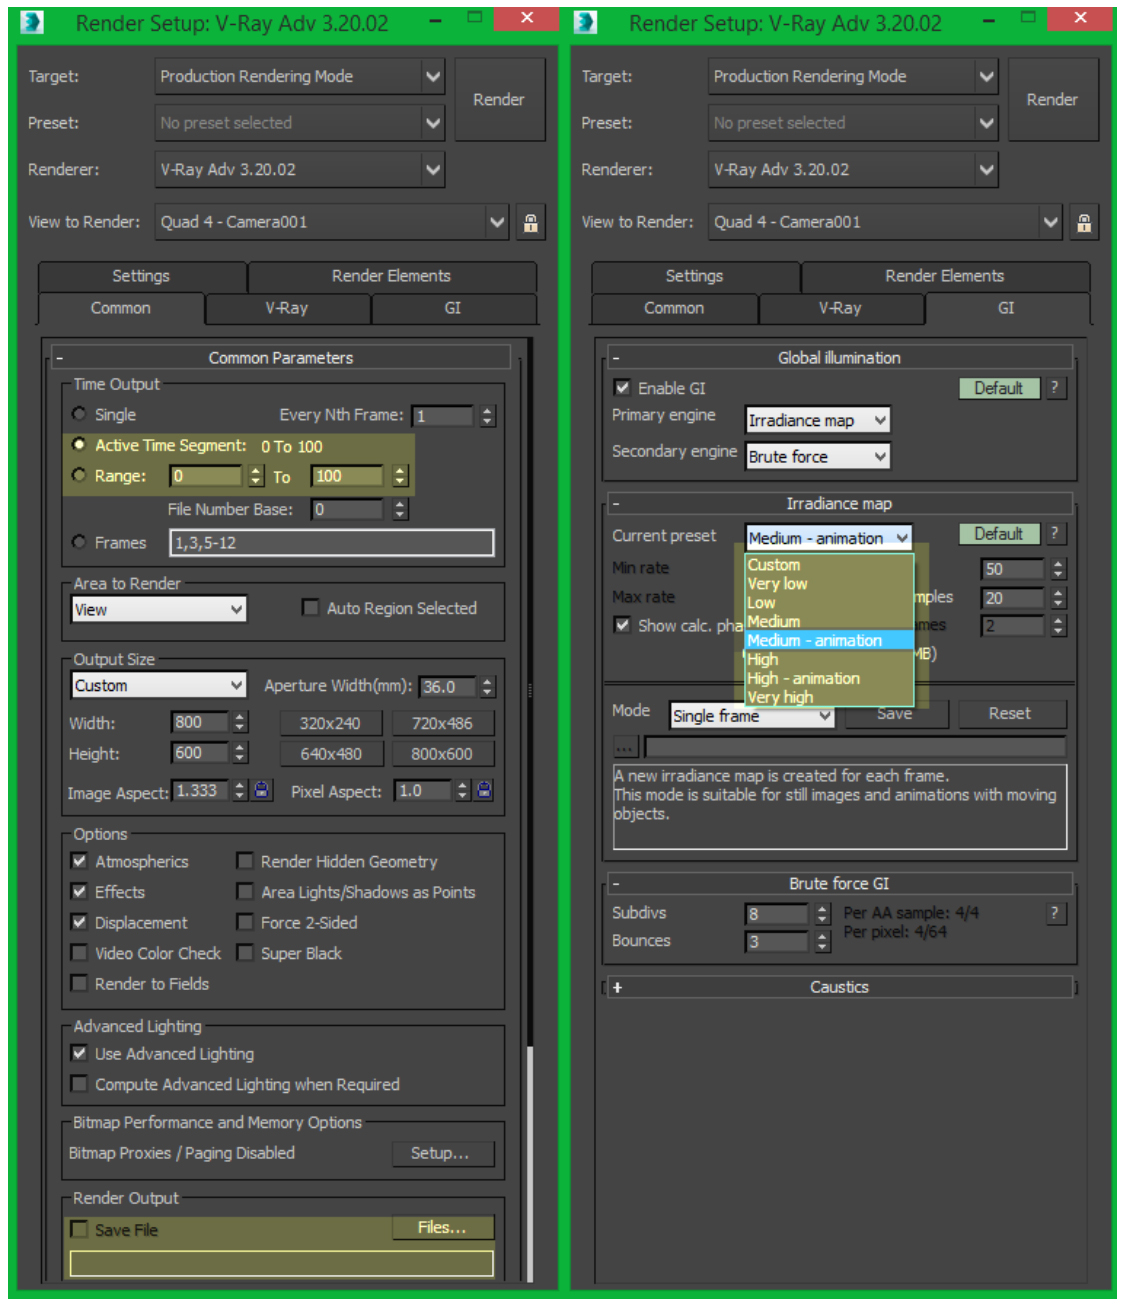 Render Setup: V-Ray Adv 3.20.02
Target: Production Rendering Mode
Render
Preset: No preset selected
Renderer: V-Ray Adv 3.20.02
View to Render: Quad 4 - Camera001
Settings Render Elements
Common V-Ray GI
- Common Parameters
Time Output
Single Every Nth Frame: 1
Active Time Segment: 0 To 100
Range: 0 To 100
File Number Base: 0
Frames 1,3,5-12
Area to Render
View Auto Region Selected
Output Size
Custom Aperture Width(mm): 36.0
Width: 800 320x240 720x486
Height: 600 640x480 800x600
Image Aspect: 1.333 Pixel Aspect: 1.0
Options
Atmospherics Render Hidden Geometry
Effects Area Lights/Shadows as Points
Displacement Force 2-Sided
Video Color Check Super Black
Render to Fields
Advanced Lighting
Use Advanced Lighting
Compute Advanced Lighting when Required
Bitmap Performance and Memory Options
Bitmap Proxies / Paging Disabled Setup...
Render Output
Save File Files...
Render Setup: V-Ray Adv 3.20.02
Target: Production Rendering Mode
Render
Preset: No preset selected
Renderer: V-Ray Adv 3.20.02
View to Render: Quad 4 - Camera001
Settings Render Elements
Common V-Ray GI
- Global illumination
Enable GI Default ?
Primary engine Irradiance map
Secondary engine Brute force
- Irradiance map
Current preset Medium - animation Default ?
Min rate 50
Max rate mples 20
Show calc. pha mes 2
MB)
Custom
Very low
Low
Medium
Medium - animation
High
High - animation
Very high
Mode Single frame Save Reset
...
A new irradiance map is created for each frame.
This mode is suitable for still images and animations with moving
objects.
- Brute force GI
Subdivs 8 Per AA sample: 4/4 ?
Bounces 3 Per pixel: 4/64
+ Caustics